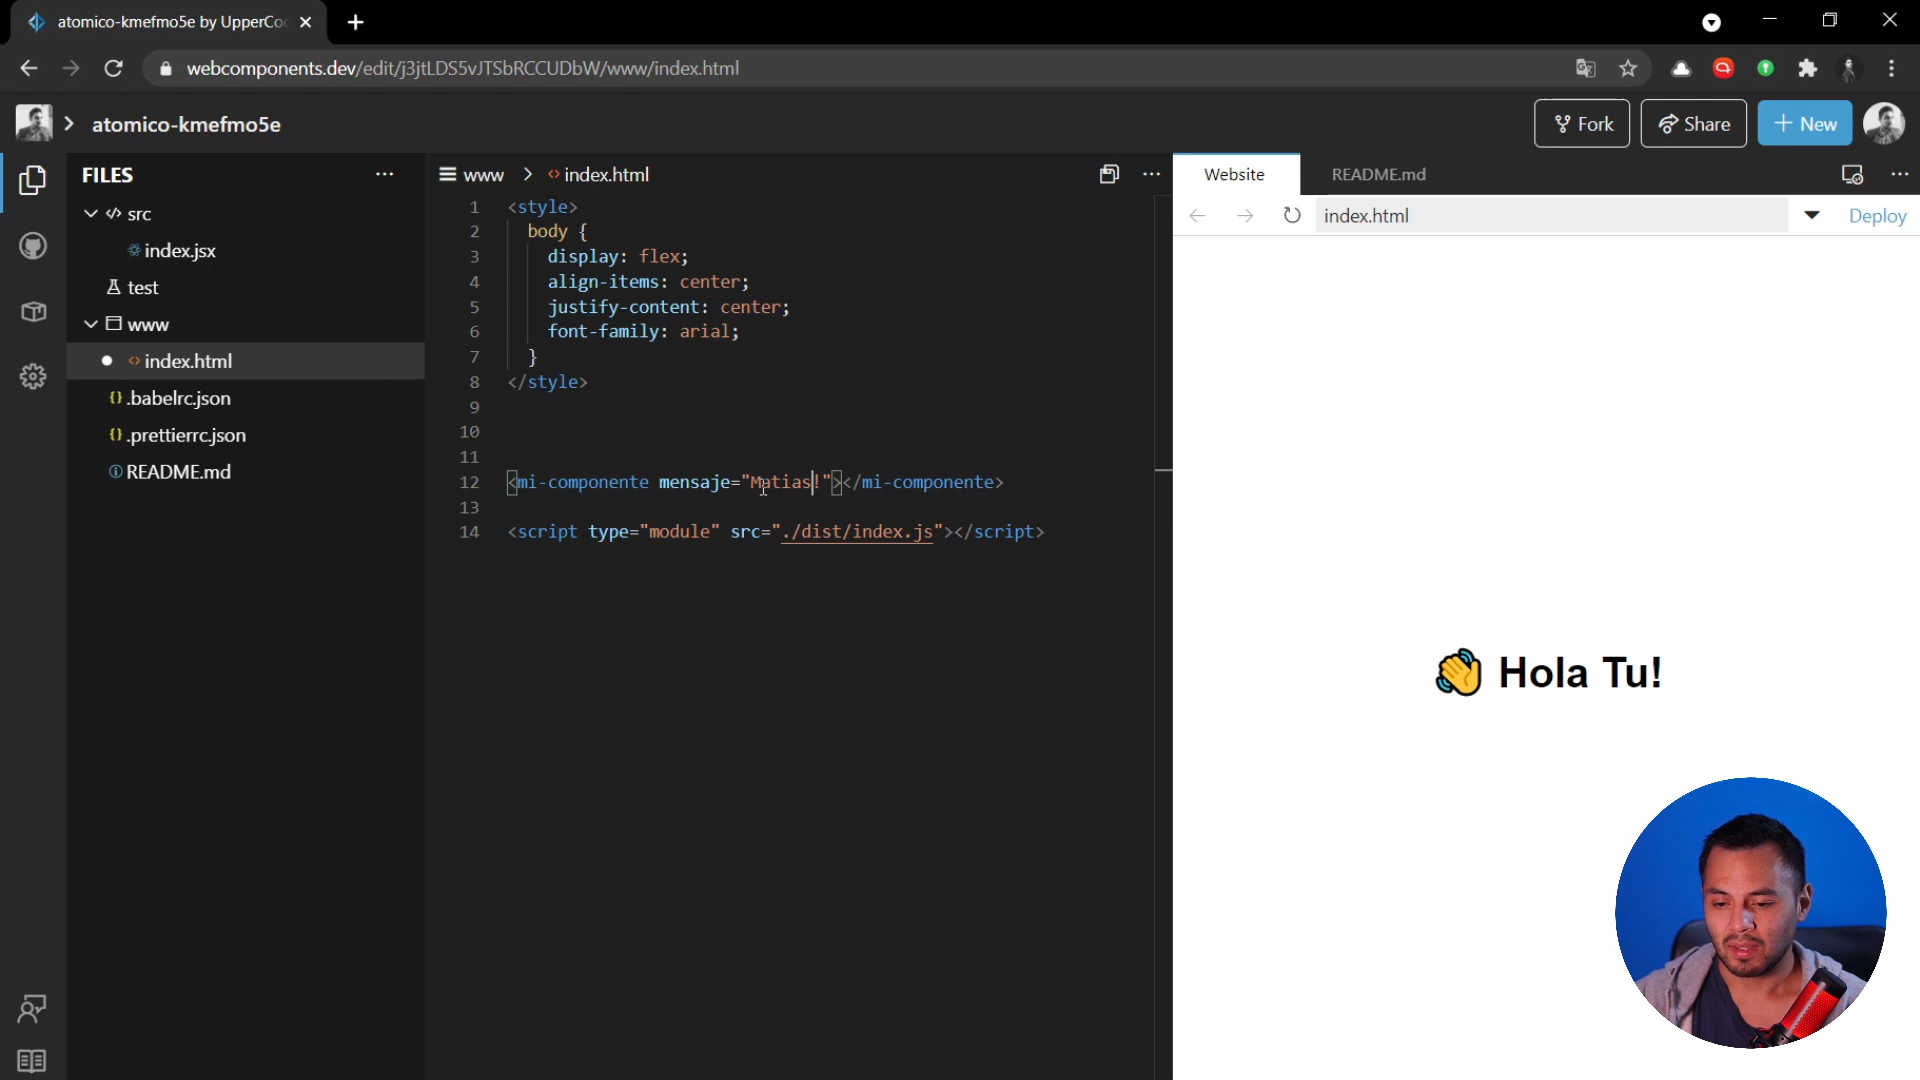 atomico-kmefmo5e by UpperCo
webcomponents.dev/edit/j3jtLDS5vJTSbRCCUDbW/www/index.html
atomico-kmefmo5e
Fork
Share
+ New
FILES
src
index.jsx
test
www
index.html
.babelrc.json
.prettierrc.json
README.md
www > index.html
1 <style>
2 body {
3 display: flex;
4 align-items: center;
5 justify-content: center;
6 font-family: arial;
7 }
8 </style>
9
10
11
12 <mi-componente mensaje="Matias!"></mi-componente>
13
14 <script type="module" src="./dist/index.js"></script>
Website
README.md
index.html
Deploy
👋 Hola Tu!